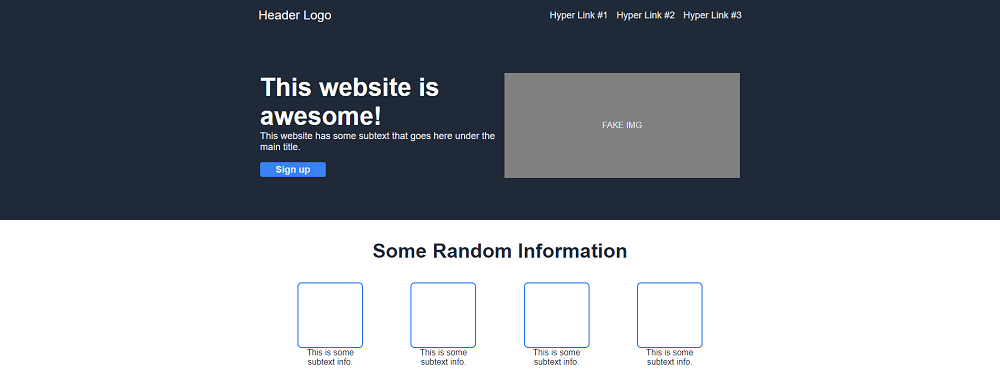 Header Logo
Hyper Link #1
Hyper Link #2
Hyper Link #3
This website is
awesome!
This website has some subtext that goes here under the
main title.
Sign up
FAKE IMG
Some Random Information
This is some
subtext info.
This is some
subtext info.
This is some
subtext info.
This is some
subtext info.